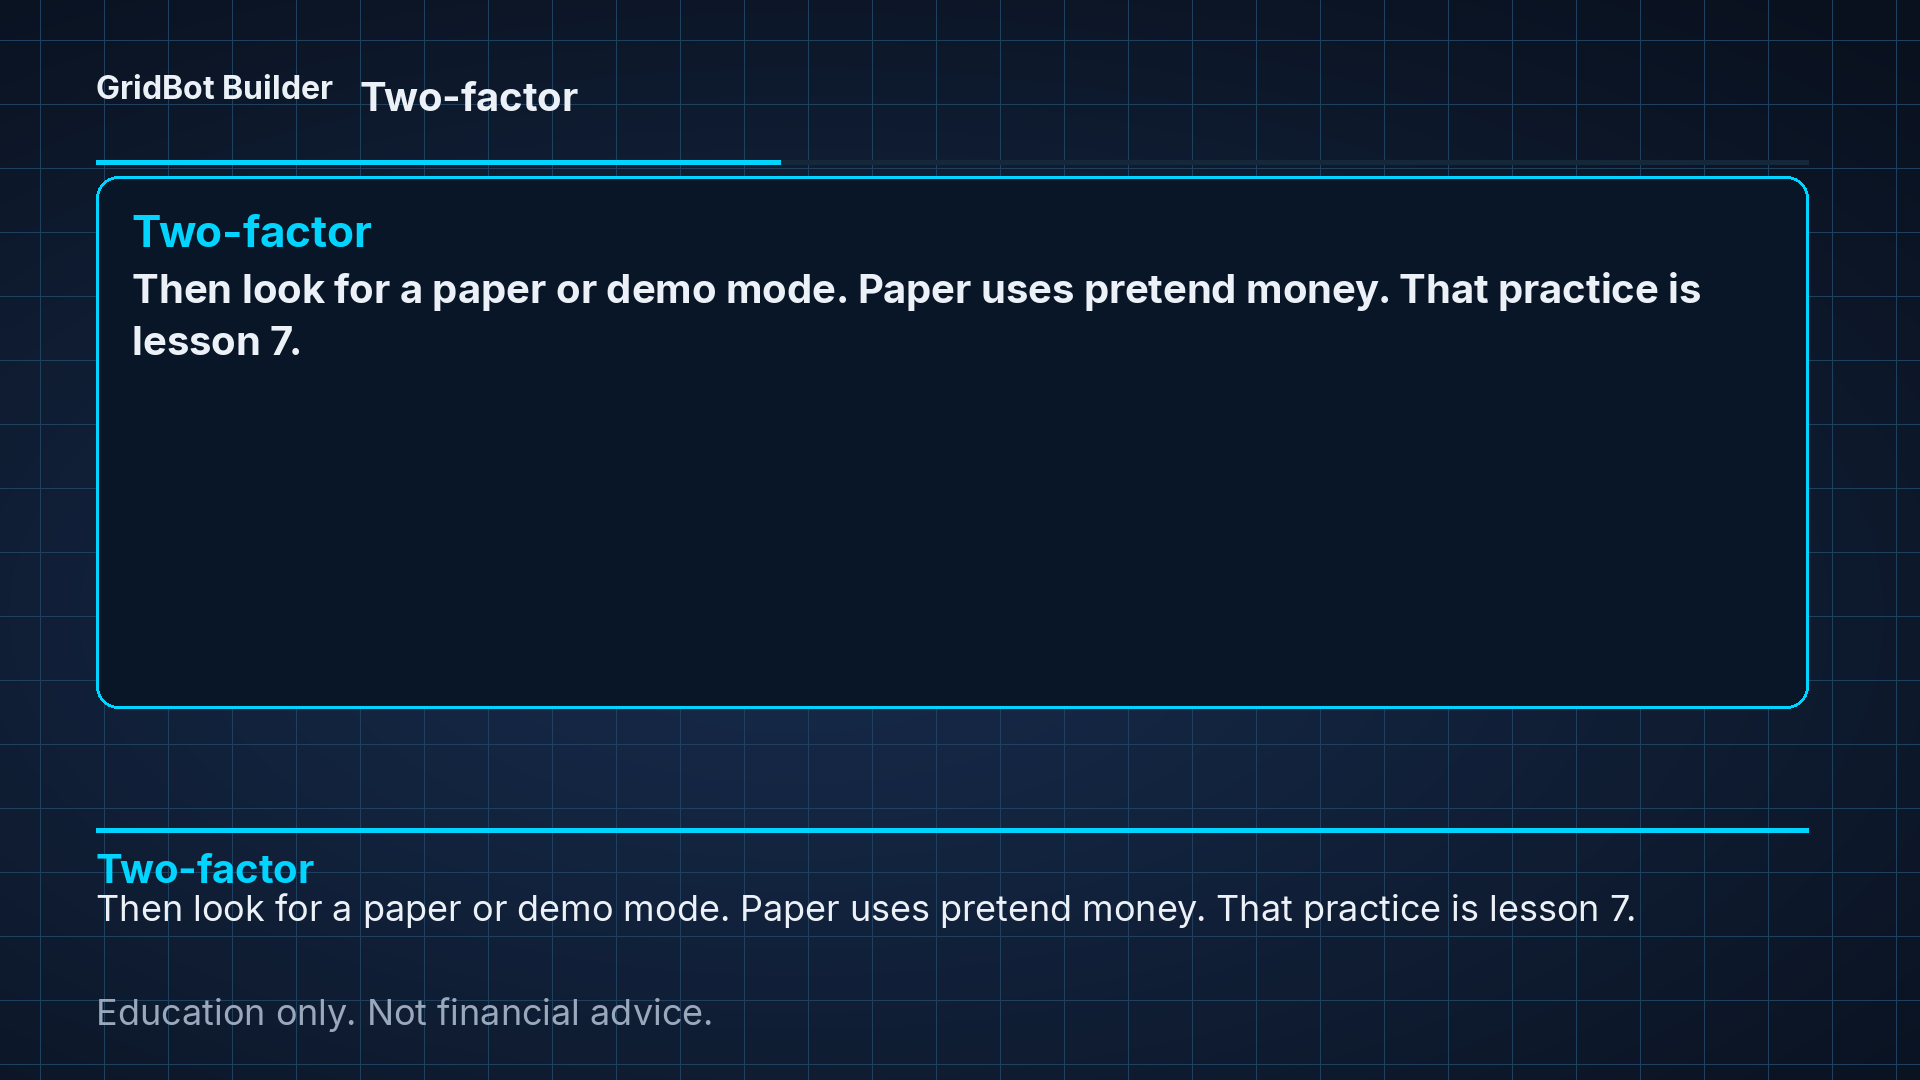 GridBot Builder Two-factor
Two-factor
Then look for a paper or demo mode. Paper uses pretend money. That practice is
lesson 7.
Two-factor
Then look for a paper or demo mode. Paper uses pretend money. That practice is lesson 7.
Education only. Not financial advice.